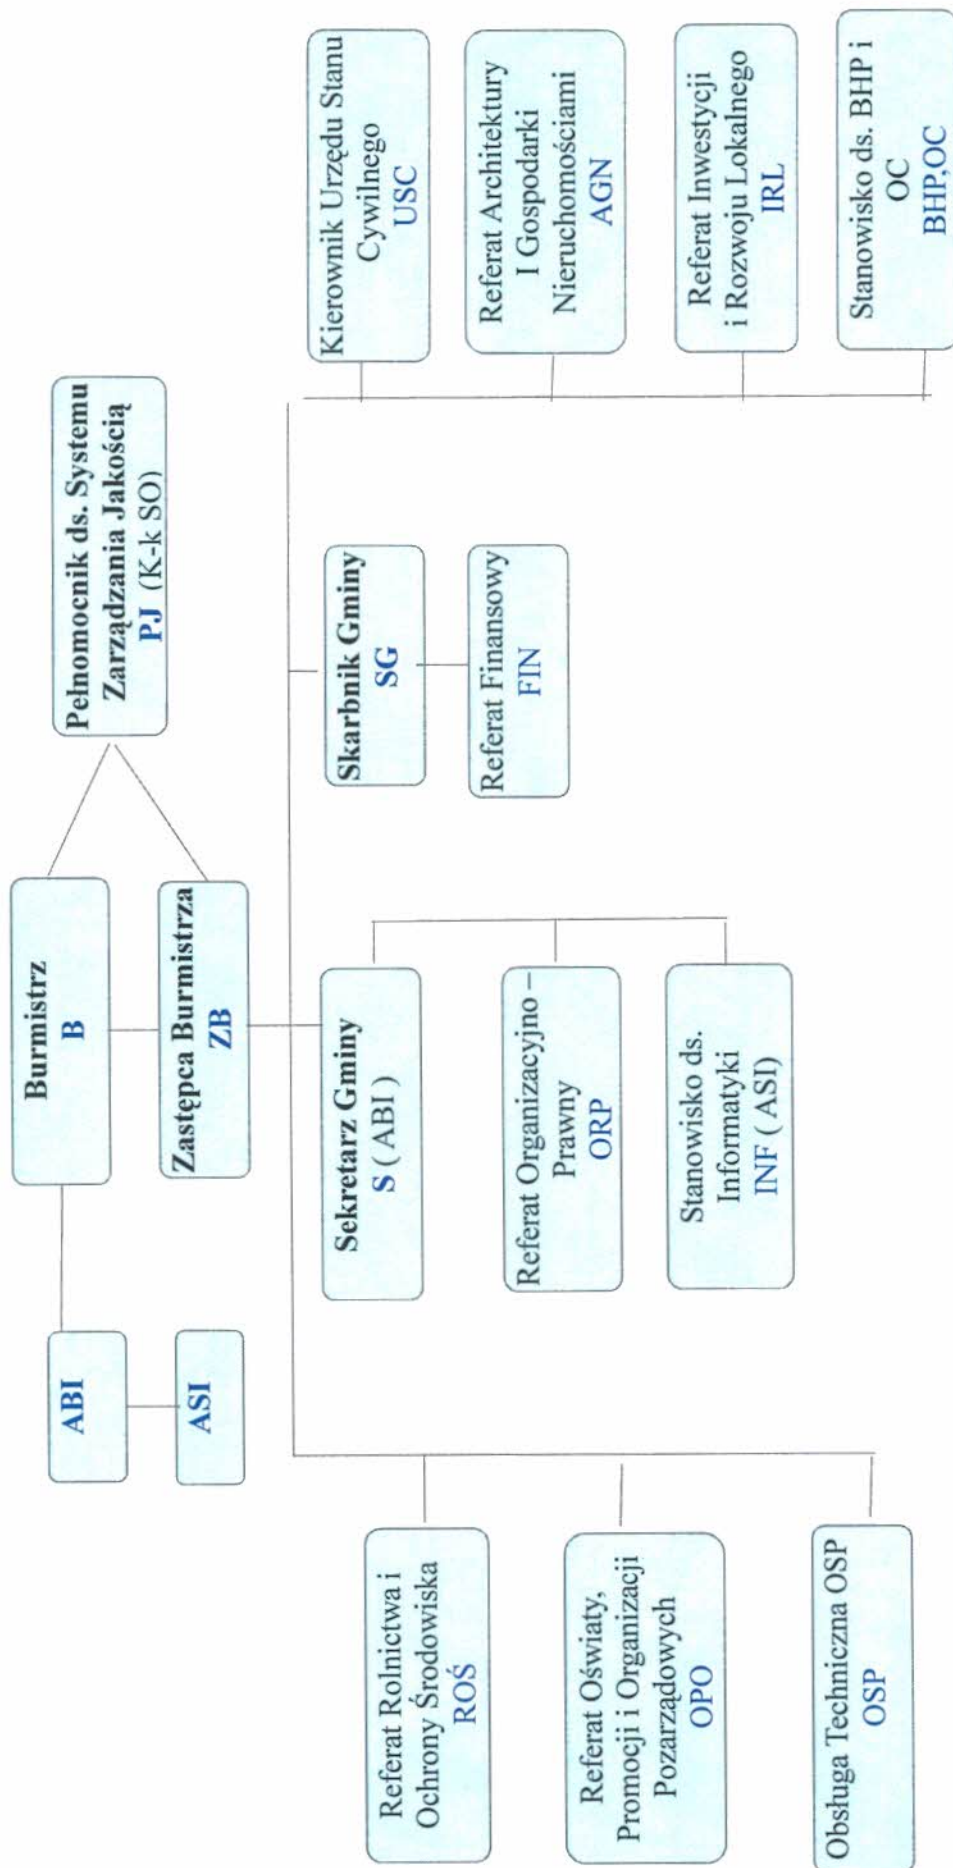 ABI
ASI
Burmistrz
B
Zastępca Burmistrza
ZB
Pełnomocnik ds. Systemu
Zarządzania Jakością
PJ (K-k SO)
Referat Rolnictwa i
Ochrony Środowiska
ROŚ
Referat Oświaty,
Promocji i Organizacji
Pozarządowych
OPO
Obsługa Techniczna OSP
OSP
Sekretarz Gminy
S ( ABI )
Referat Organizacyjno –
Prawny
ORP
Stanowisko ds.
Informatyki
INF ( ASI)
Skarbnik Gminy
SG
Referat Finansowy
FIN
Kierownik Urzędu Stanu
Cywilnego
USC
Referat Architektury
I Gospodarki
Nieruchomościami
AGN
Referat Inwestycji
i Rozwoju Lokalnego
IRL
Stanowisko ds. BHP i
OC
BHP,OC